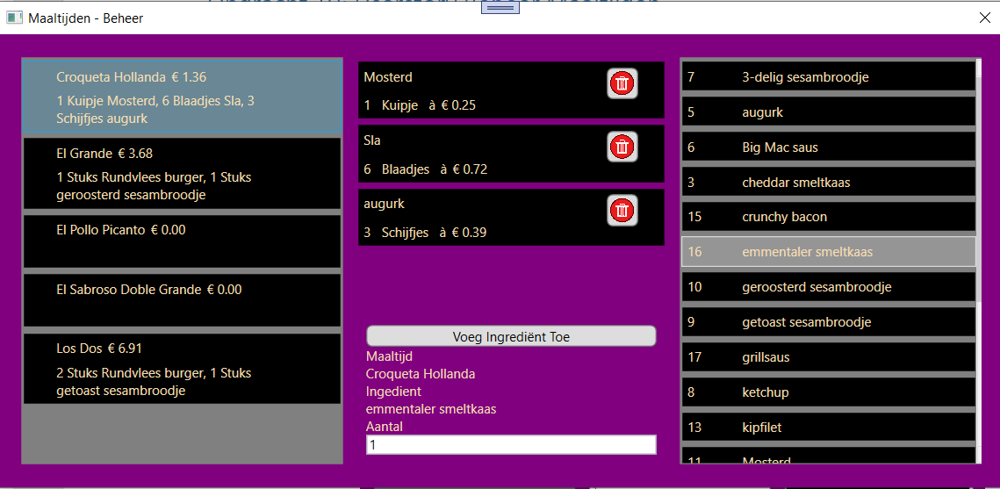 Maaltijden - Beheer
Croqueta Hollanda € 1.36
1 Kuipje Mosterd, 6 Blaadjes Sla, 3
Schijfjes augurk
El Grande € 3.68
1 Stuks Rundvlees burger, 1 Stuks
geroosterd sesambroodje
El Pollo Picanto € 0.00
El Sabroso Doble Grande € 0.00
Los Dos € 6.91
2 Stuks Rundvlees burger, 1 Stuks
getoast sesambroodje
Mosterd
1 Kuipje à € 0.25
Sla
6 Blaadjes à € 0.72
augurk
3 Schijfjes à € 0.39
Voeg Ingrediënt Toe
Maaltijd
Croqueta Hollanda
Ingedient
emmentaler smeltkaas
Aantal
1
7 3-delig sesambroodje
5 augurk
6 Big Mac saus
3 cheddar smeltkaas
15 crunchy bacon
16 emmentaler smeltkaas
10 geroosterd sesambroodje
9 getoast sesambroodje
17 grillsaus
8 ketchup
13 kipfilet
11 Mosterd